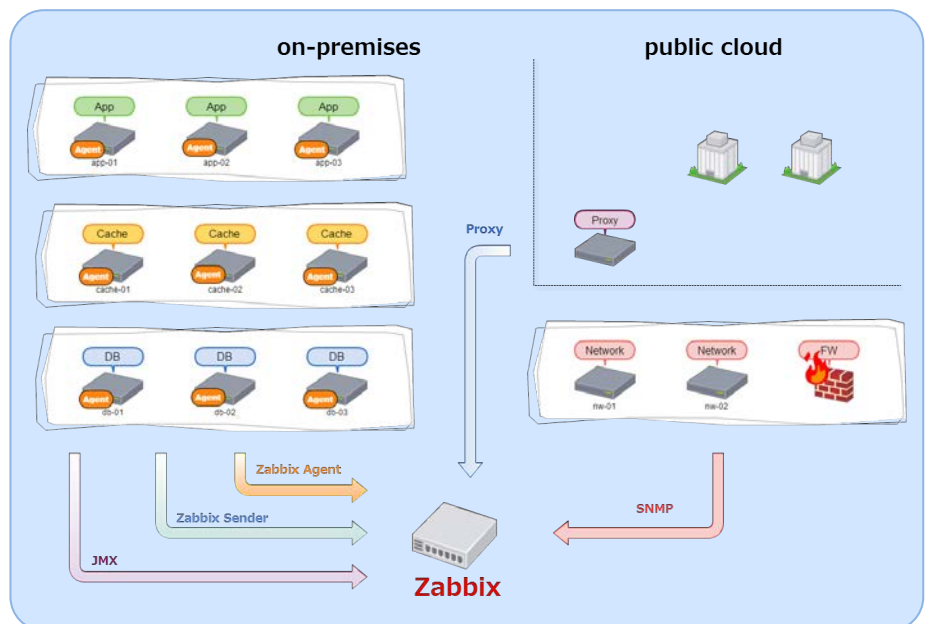 on-premises
public cloud
App
App
App
Agent
Agent
Agent
app-01
app-02
app-03
Cache
Cache
Cache
Agent
Agent
Agent
cache-01
cache-02
cache-03
DB
DB
DB
Agent
Agent
Agent
db-01
db-02
db-03
Proxy
Proxy
Network
Network
FW
nw-01
nw-02
Zabbix Agent
Zabbix Sender
JMX
SNMP
Zabbix